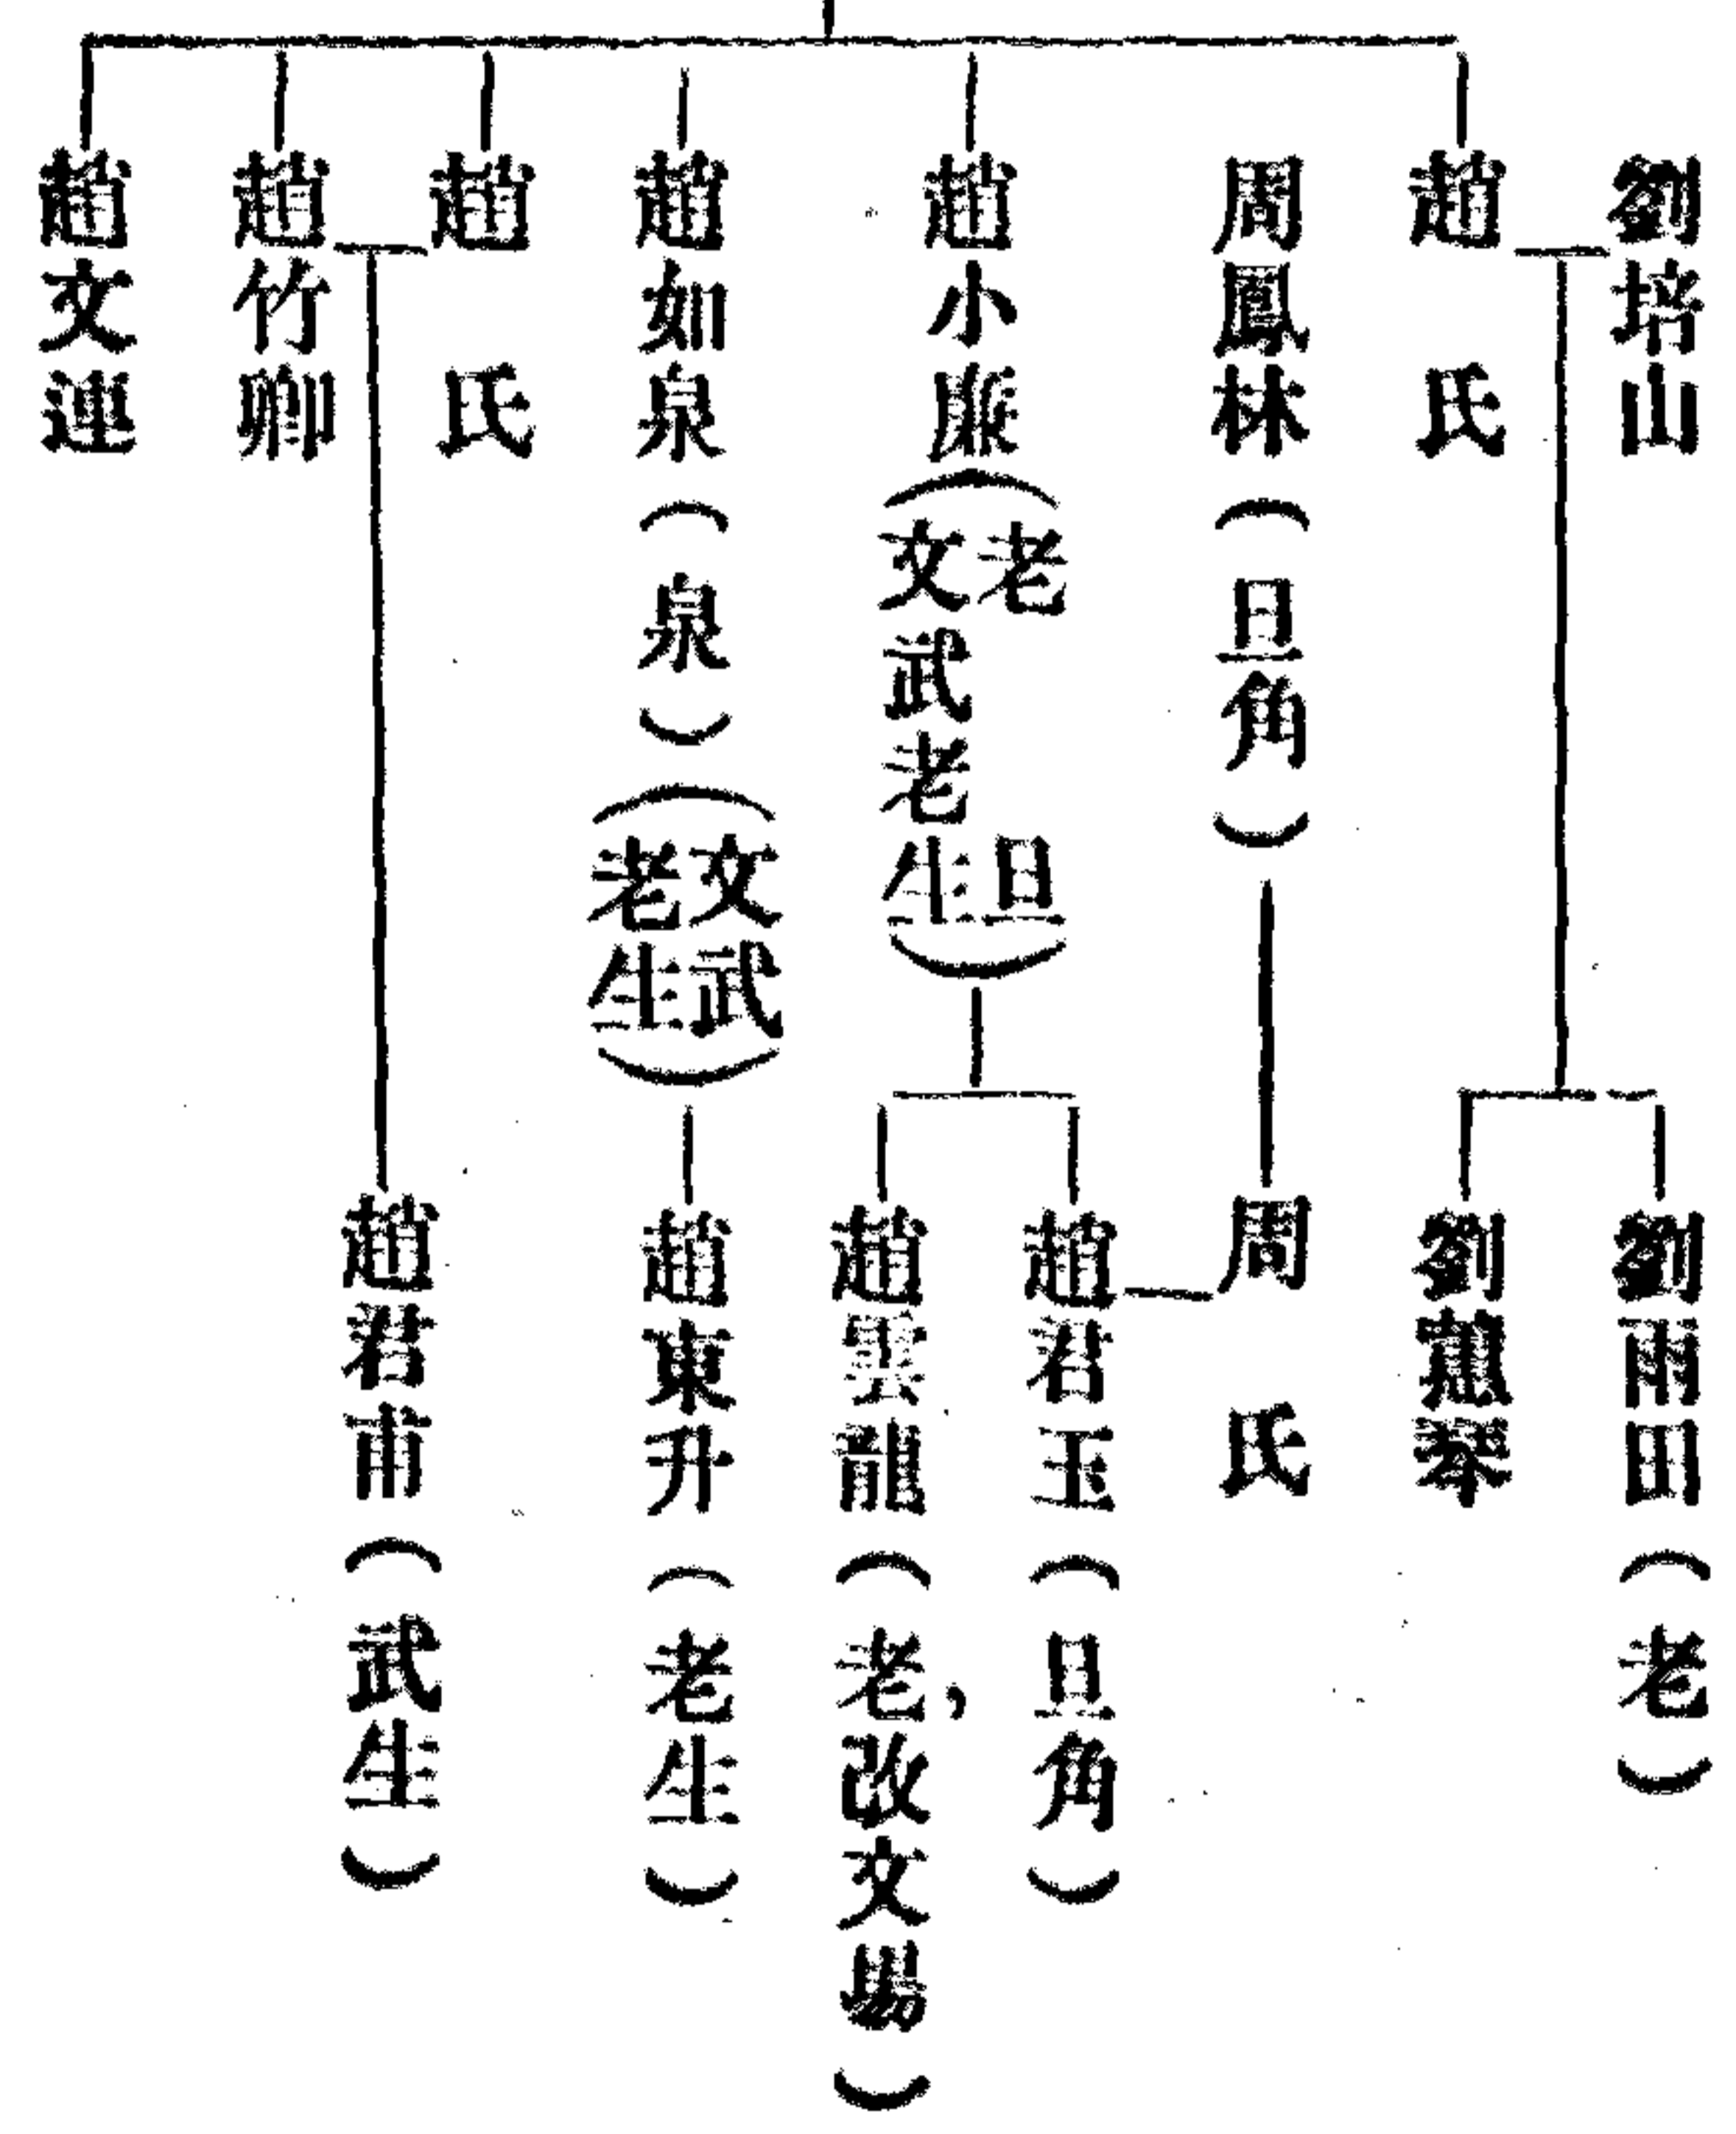 劉培山
趙氏
周鳳林（旦角）
趙小廉（老旦文武老生）
趙如泉（泉）（文武老生）
趙氏
趙竹卿
趙文連
劉雨田（老）
劉蕙琴
周氏
趙君玉（旦角）
趙雲龍（老，改文場）
趙東升（老生）
趙君甫（武生）